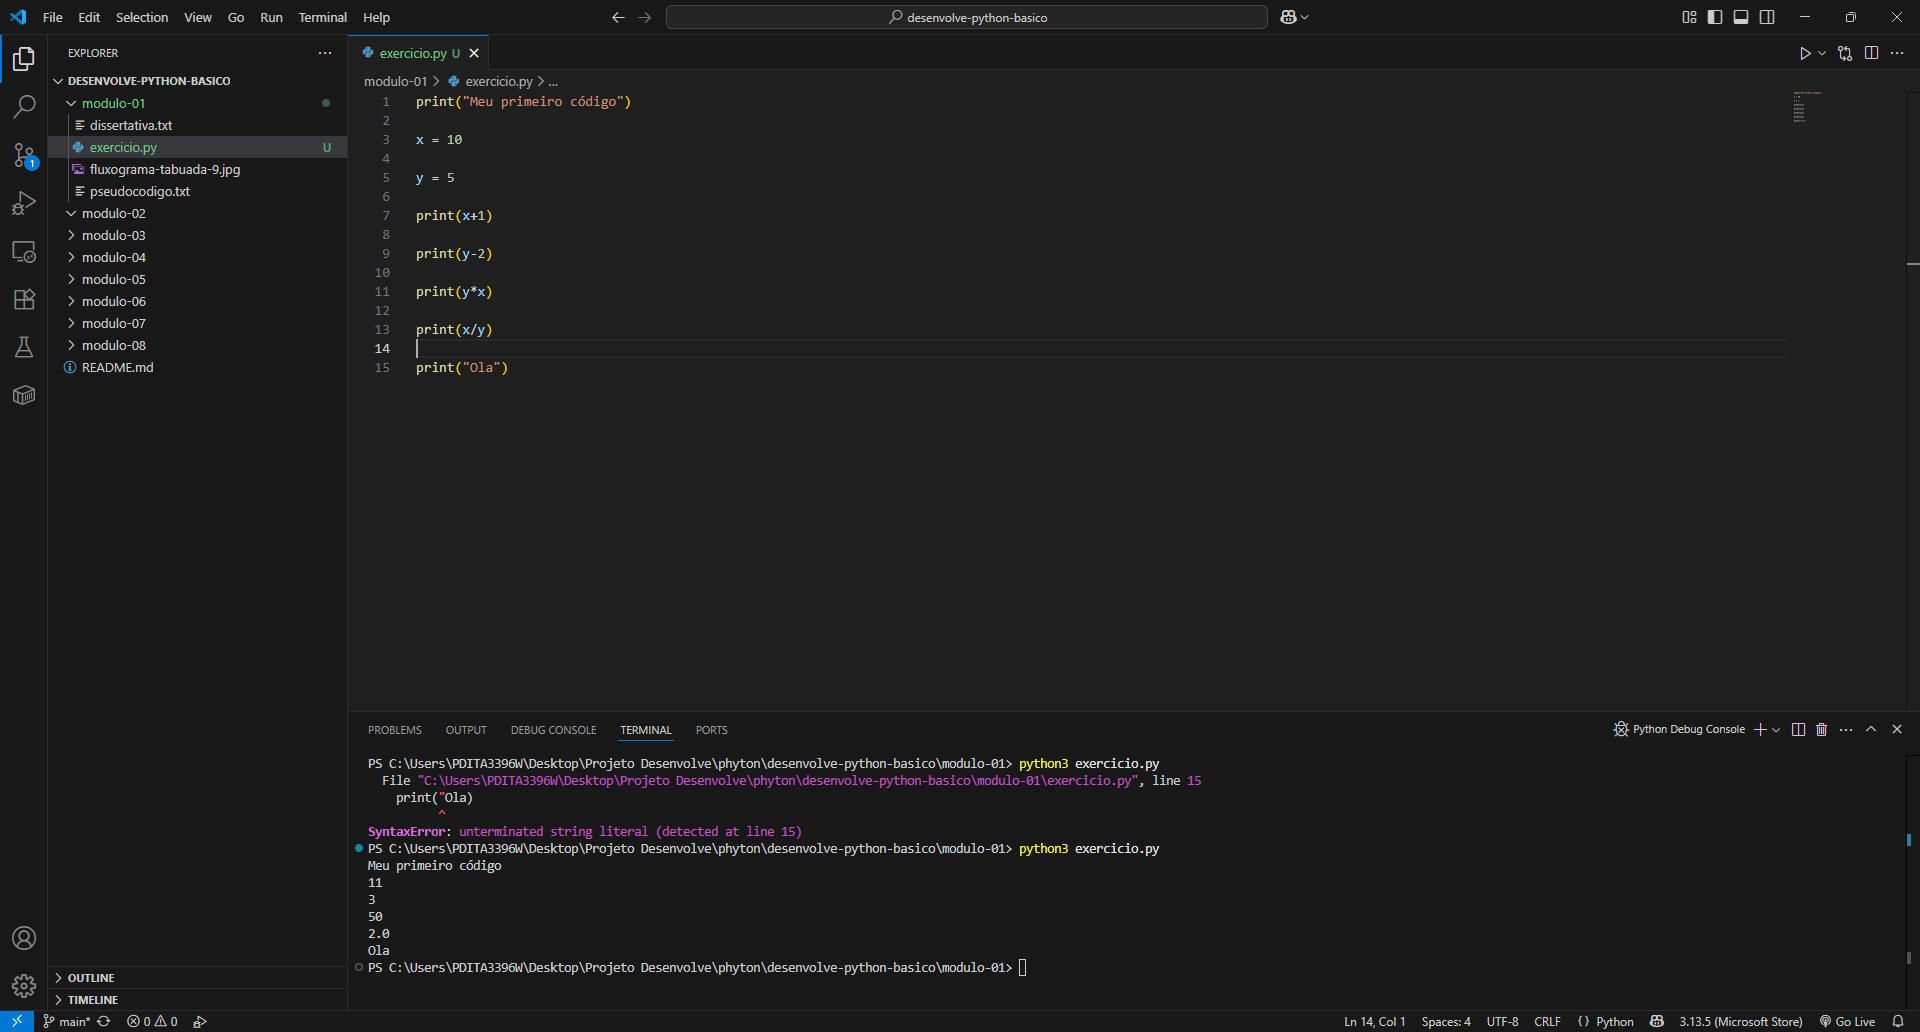 File Edit Selection View Go Run Terminal Help
desenvolve-python-basico
EXPLORER
DESENVOLVE-PYTHON-BASICO
modulo-01
dissertativa.txt
exercicio.py U
fluxograma-tabuada-9.jpg
pseudocodigo.txt
modulo-02
modulo-03
modulo-04
modulo-05
modulo-06
modulo-07
modulo-08
README.md
OUTLINE
TIMELINE
1
exercicio.py U
modulo-01 > exercicio.py > ...
1 print("Meu primeiro código")
2
3 x = 10
4
5 y = 5
6
7 print(x+1)
8
9 print(y-2)
10
11 print(y*x)
12
13 print(x/y)
14
15 print("Ola")
PROBLEMS OUTPUT DEBUG CONSOLE TERMINAL PORTS
Python Debug Console
PS C:\Users\PDITA3396W\Desktop\Projeto Desenvolve\phyton\desenvolve-python-basico\modulo-01> python3 exercicio.py
File "C:\Users\PDITA3396W\Desktop\Projeto Desenvolve\phyton\desenvolve-python-basico\modulo-01\exercicio.py", line 15
print("Ola)
^
SyntaxError: unterminated string literal (detected at line 15)
PS C:\Users\PDITA3396W\Desktop\Projeto Desenvolve\phyton\desenvolve-python-basico\modulo-01> python3 exercicio.py
Meu primeiro código
11
3
50
2.0
Ola
PS C:\Users\PDITA3396W\Desktop\Projeto Desenvolve\phyton\desenvolve-python-basico\modulo-01>
main* 0 0 Ln 14, Col 1 Spaces: 4 UTF-8 CRLF {} Python 3.13.5 (Microsoft Store) Go Live